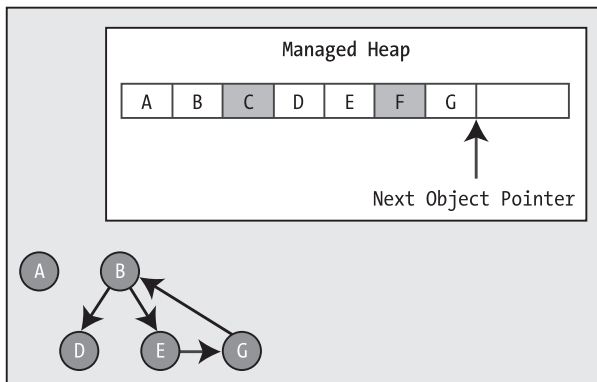 Managed Heap
A B C D E F G
Next Object Pointer
A B
D E G